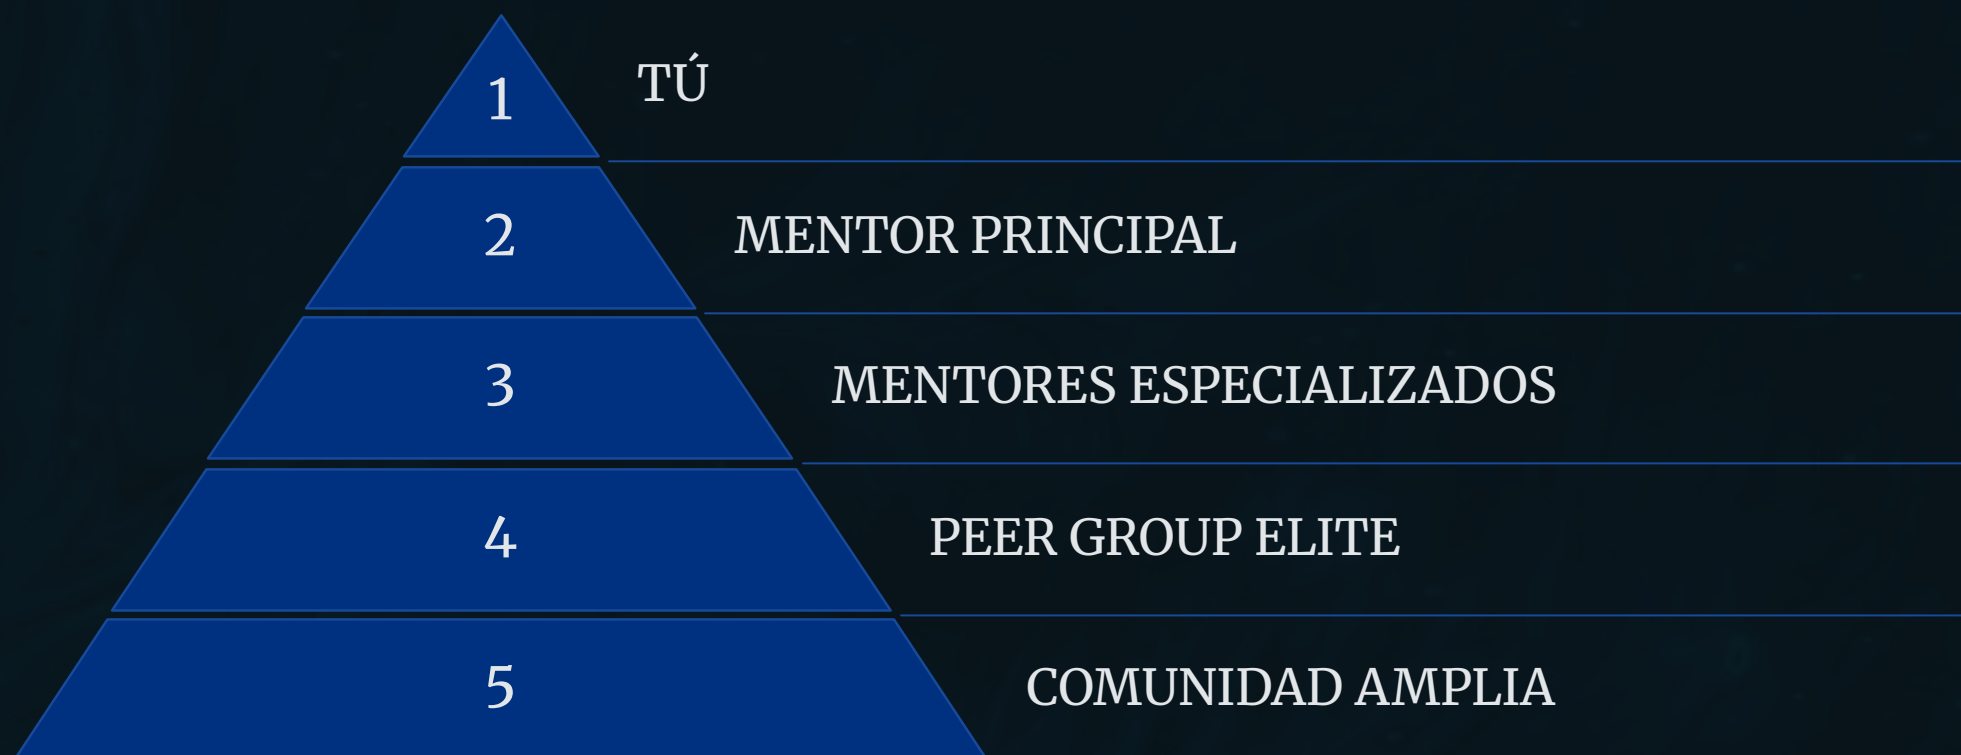 1
TÚ
2
MENTOR PRINCIPAL
3
MENTORES ESPECIALIZADOS
4
PEER GROUP ELITE
5
COMUNIDAD AMPLIA